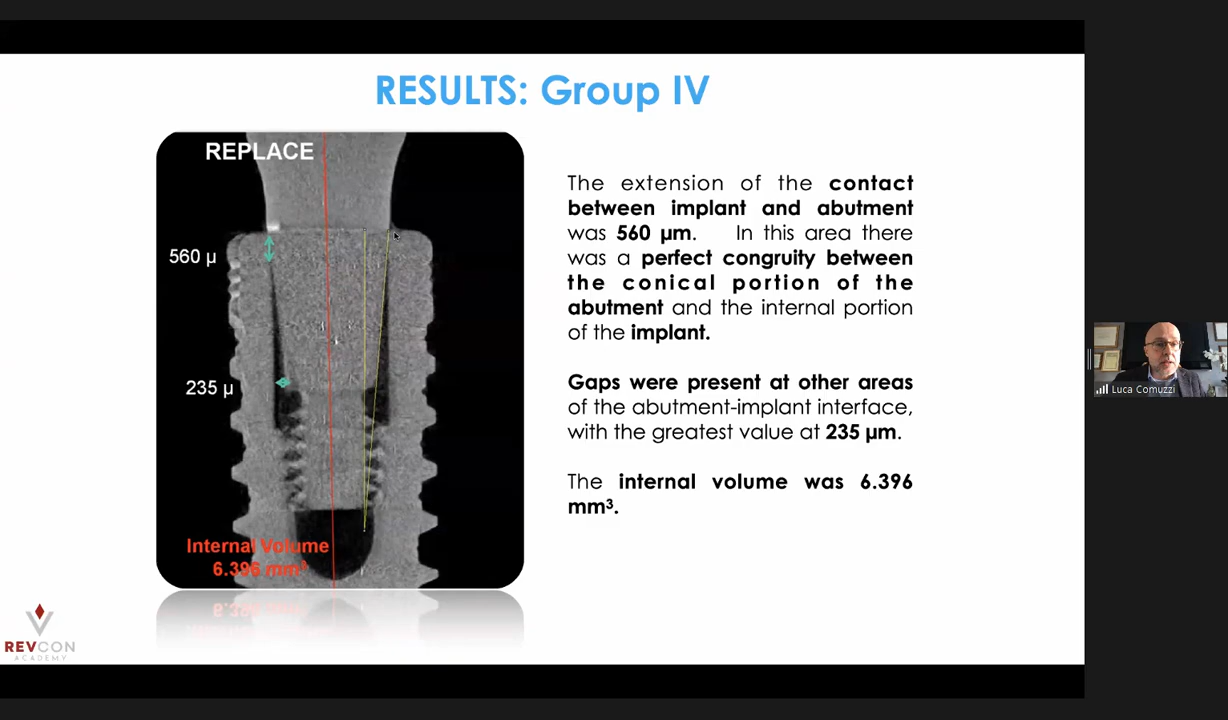 RESULTS: Group IV
REPLACE
560 µ
235 µ
Internal Volume
6.396 mm³
The extension of the contact
between implant and abutment
was 560 µm. In this area there
was a perfect congruity between
the conical portion of the
abutment and the internal portion
of the implant.
Gaps were present at other areas
of the abutment-implant interface,
with the greatest value at 235 µm.
The internal volume was 6.396
mm³.
REVCON
ACADEMY
Luca Comuzzi